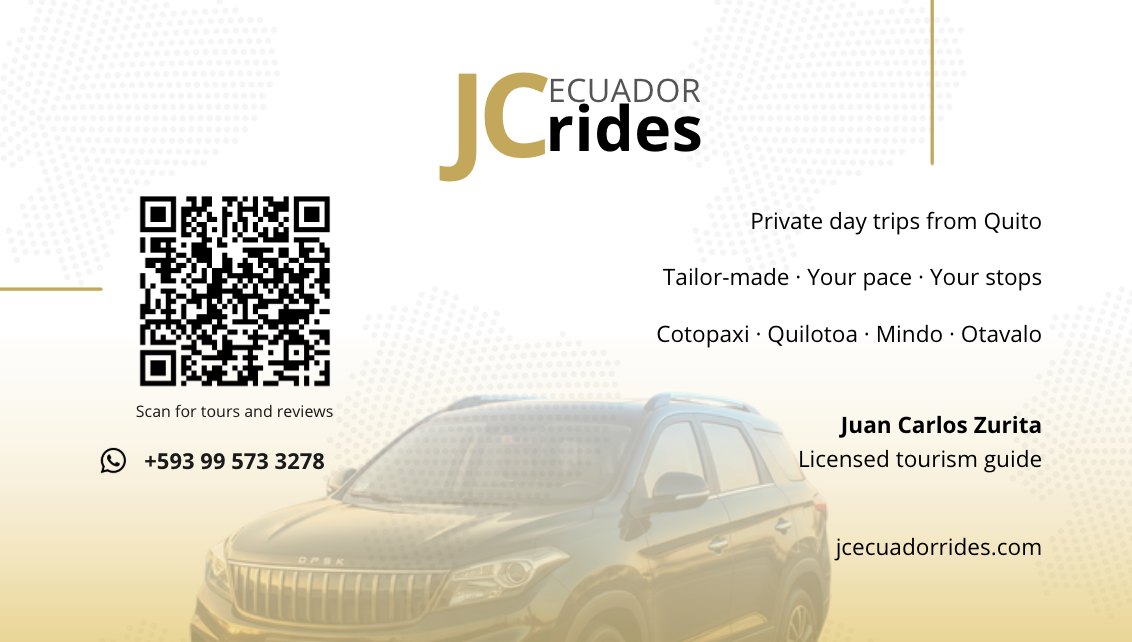 JC ECUADOR
rides
Private day trips from Quito
Tailor-made · Your pace · Your stops
Cotopaxi · Quilotoa · Mindo · Otavalo
Scan for tours and reviews
+593 99 573 3278
Juan Carlos Zurita
Licensed tourism guide
jcecuadorrides.com
DFSK